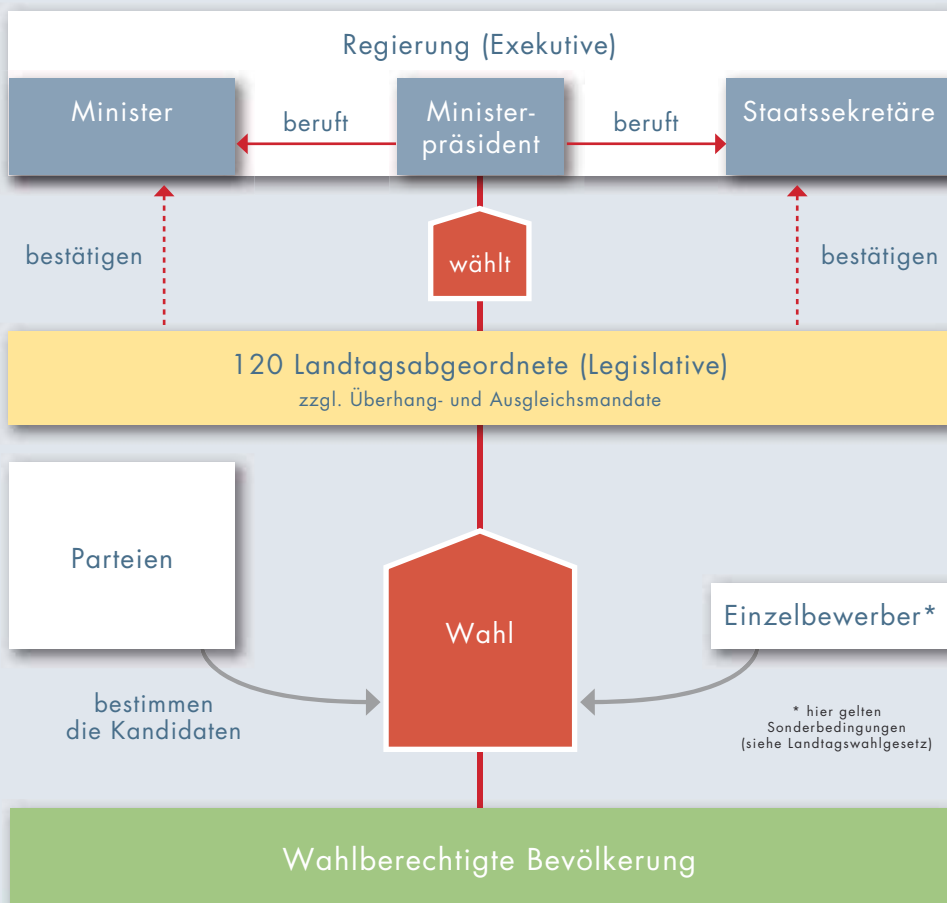 Regierung (Exekutive)
Minister
beruft
Minister-
präsident
beruft
Staatssekretäre
bestätigen
wählt
bestätigen
120 Landtagsabgeordnete (Legislative)
zzgl. Überhang- und Ausgleichsmandate
Parteien
Wahl
Einzelbewerber*
bestimmen
die Kandidaten
* hier gelten
Sonderbedingungen
(siehe Landtagswahlgesetz)
Wahlberechtigte Bevölkerung